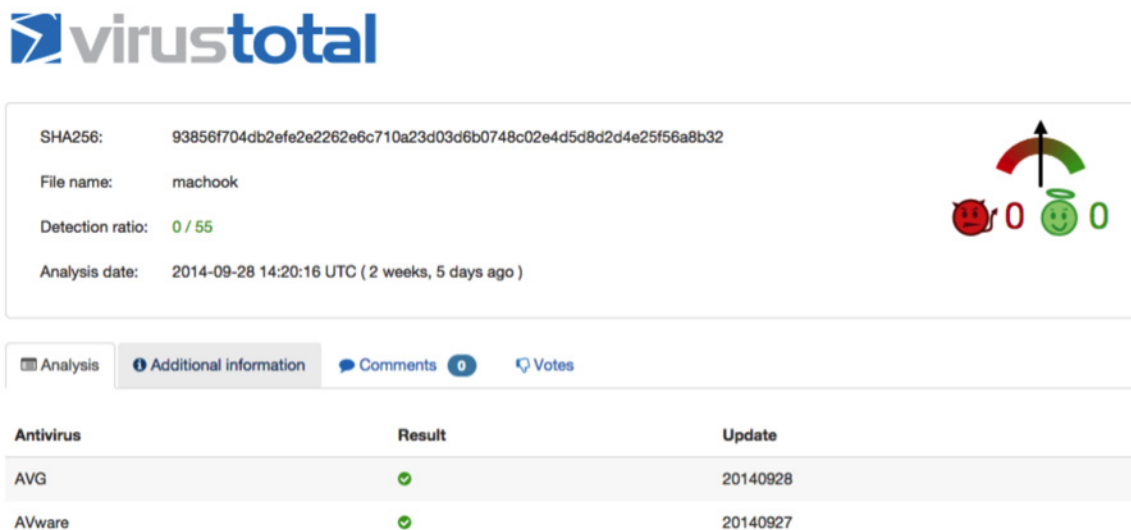 virustotal
SHA256: 93856f704db2efe2e2262e6c710a23d03d6b0748c02e4d5d8d2d4e25f56a8b32
File name: machook
Detection ratio: 0 / 55
Analysis date: 2014-09-28 14:20:16 UTC ( 2 weeks, 5 days ago )
0 0
Analysis Additional information Comments 0 Votes
Antivirus Result Update
AVG 20140928
AVware 20140927